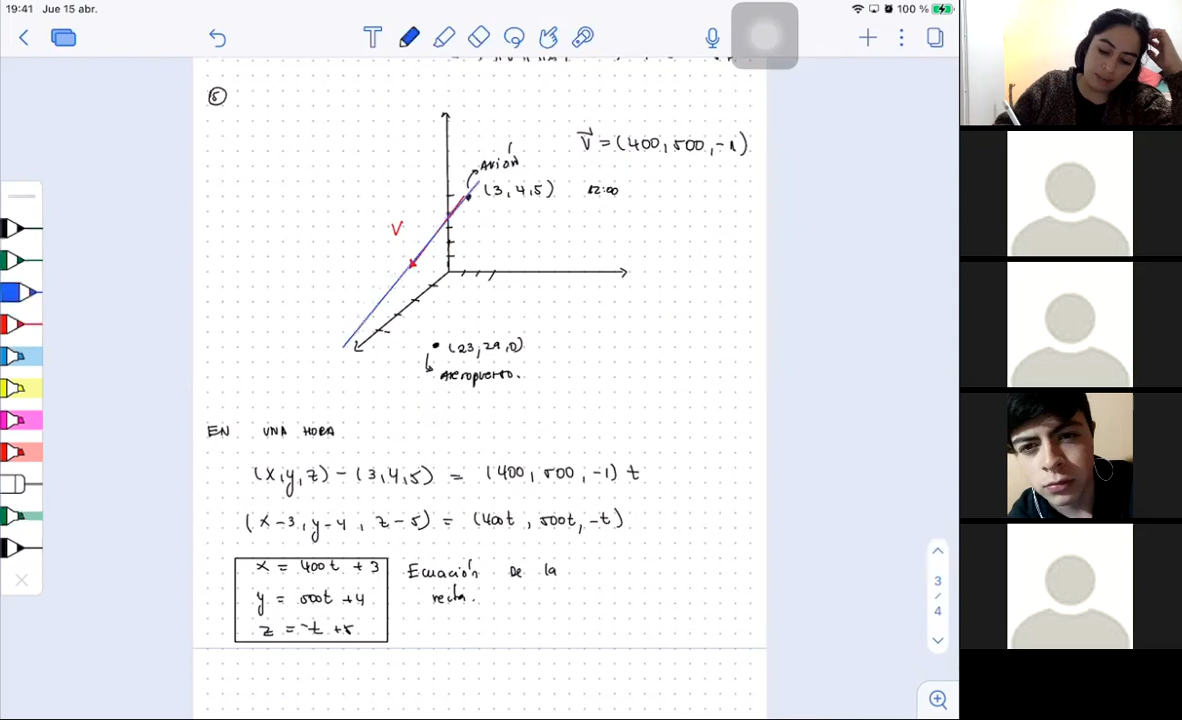 19:41 Jue 15 abr.
100 %
5
V = (400, 500, -1)
Avión
(3, 4, 5) 12:00
V
(23, 29, 0)
Aeropuerto.
EN UNA HORA
(x, y, z) - (3, 4, 5) = (400, 500, -1) t
(x - 3, y - 4, z - 5) = (400t, 500t, -t)
x = 400t + 3
Ecuación de la
y = 500t + 4
recta.
z = -t + 5
3
/
4